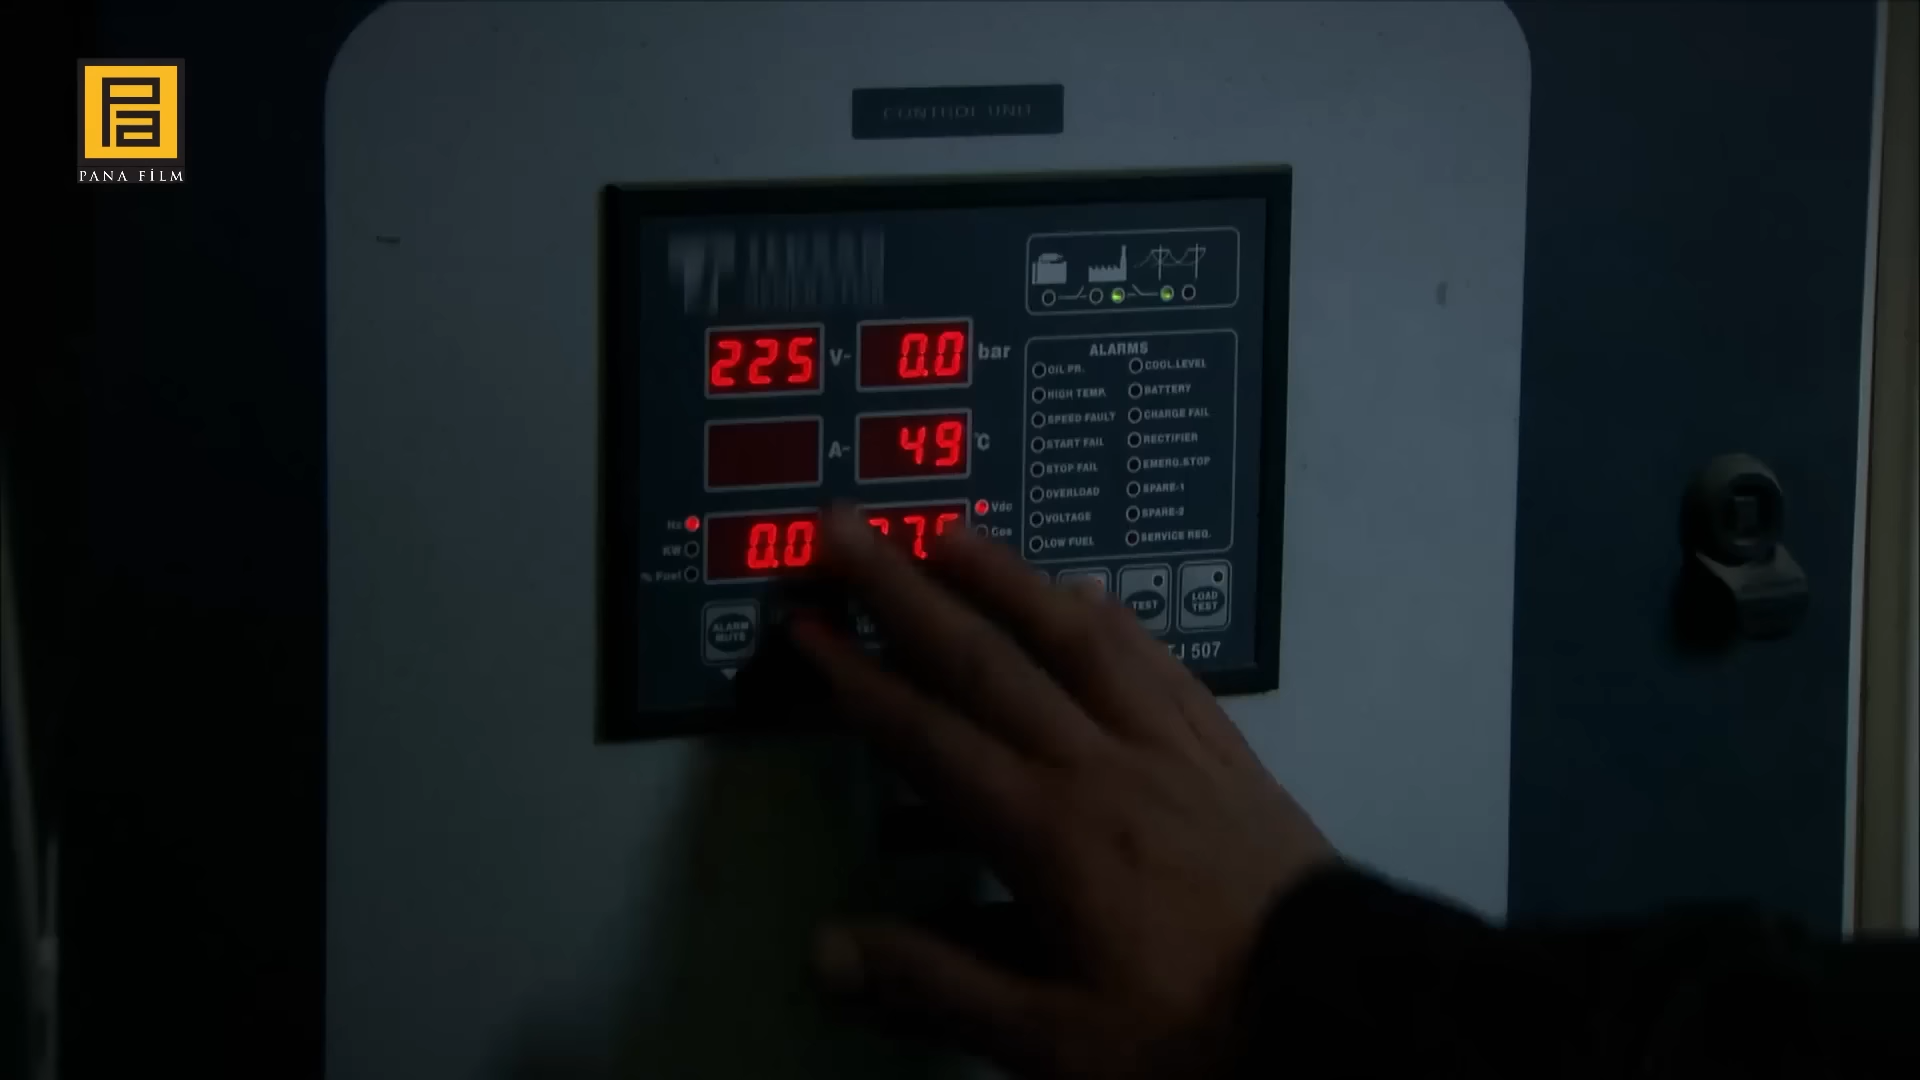 PANA FİLM
CONTROL UNIT
225 V- 0.0 bar
A- 49 °C
Hz
KW
% Fuel
0.0
Vdc
Cos
ALARMS
OIL PR. COOL.LEVEL
HIGH TEMP. BATTERY
SPEED FAULT CHARGE FAIL
START FAIL RECTIFIER
STOP FAIL EMERG.STOP
OVERLOAD SPARE-1
VOLTAGE SPARE-2
LOW FUEL SERVICE REQ.
ALARM
MUTE
TEST
LOAD
TEST
TJ 507